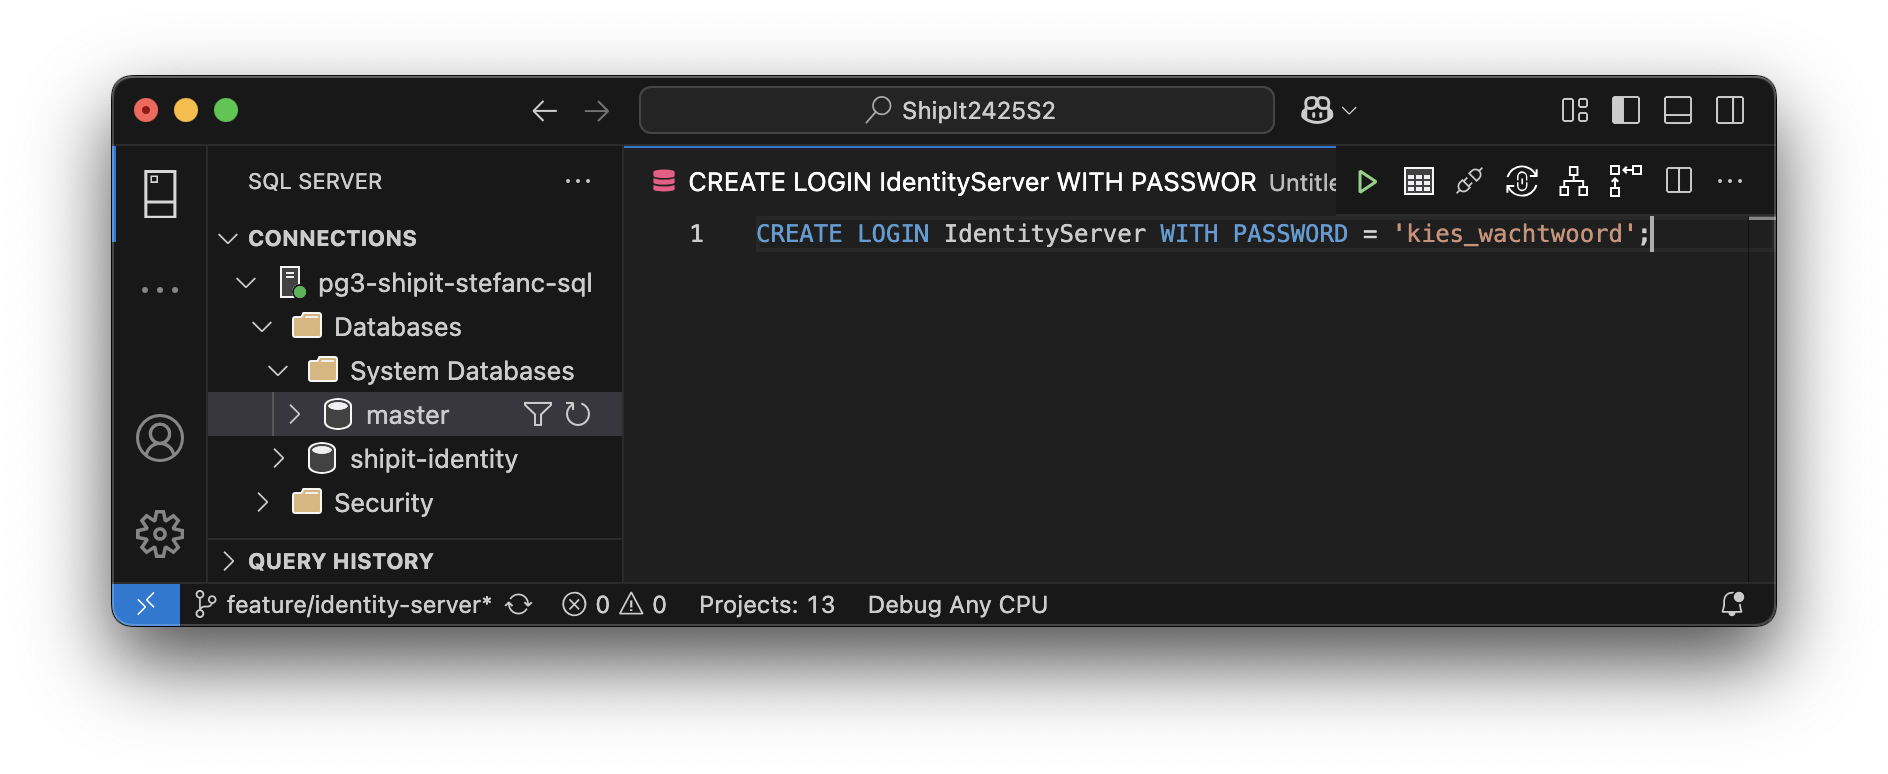 ShipIt2425S2
SQL SERVER
CONNECTIONS
pg3-shipit-stefanc-sql
Databases
System Databases
master
shipit-identity
Security
QUERY HISTORY
CREATE LOGIN IdentityServer WITH PASSWOR Untitle
1 CREATE LOGIN IdentityServer WITH PASSWORD = 'kies_wachtwoord';
feature/identity-server* 0 0 Projects: 13 Debug Any CPU